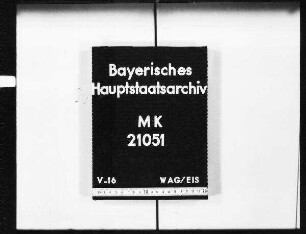 Bayerisches
Hauptstaatsarchiv
MK
21051
V-16 WAG/EIS